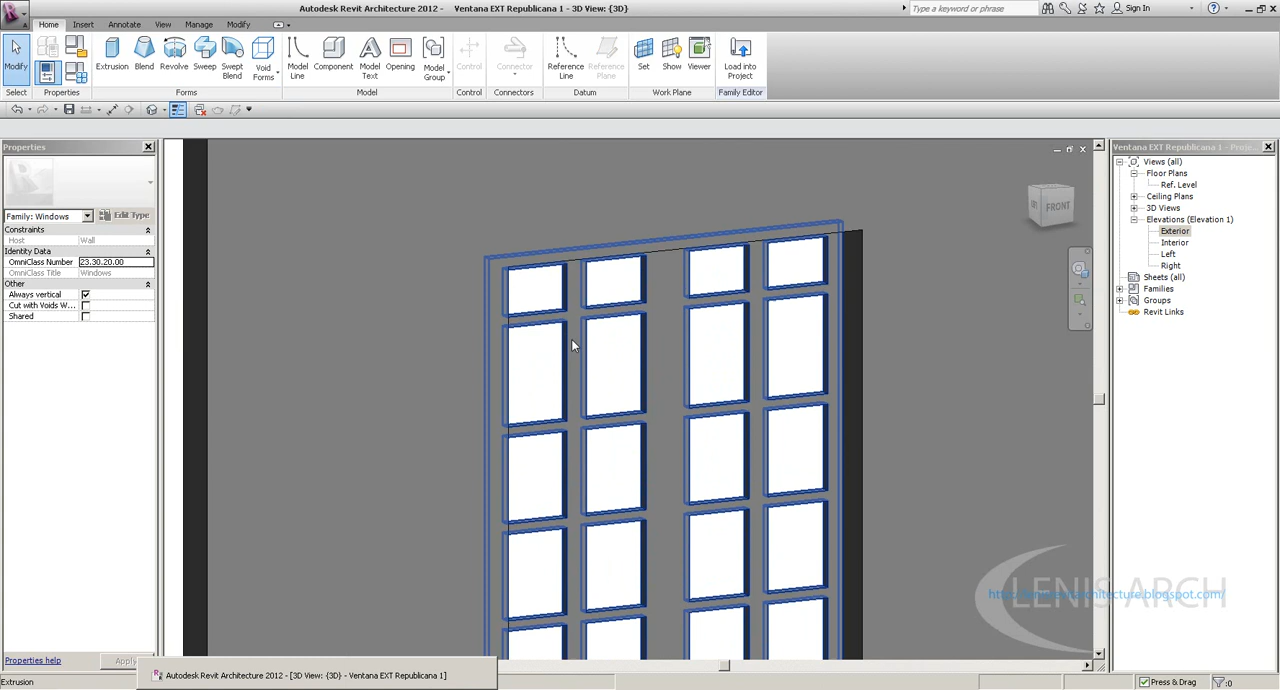 Autodesk Revit Architecture 2012 - Ventana EXT Republicana 1 - 3D View: {3D}
Type a keyword or phrase
Sign In
Home Insert Annotate View Manage Modify
Modify
Extrusion Blend Revolve Sweep Swept Blend Void Forms
Model Line Component Model Text Opening Model Group
Control Connector
Reference Line Reference Plane
Set Show Viewer
Load into Project
Select Properties Forms Model Control Connectors Datum Work Plane Family Editor
Properties
Family: Windows Edit Type
Constraints
Host Wall
Identity Data
OmniClass Number 23.30.20.00
OmniClass Title Windows
Other
Always vertical
Cut with Voids W...
Shared
Properties help Apply
LEFT FRONT
Ventana EXT Republicana 1 - Projec...
Views (all)
Floor Plans
Ref. Level
Ceiling Plans
3D Views
Elevations (Elevation 1)
Exterior
Interior
Left
Right
Sheets (all)
Families
Groups
Revit Links
LENIS ARCH
Autodesk Revit Architecture 2012 - [3D View: {3D} - Ventana EXT Republicana 1]
Extrusion
Press & Drag
:0